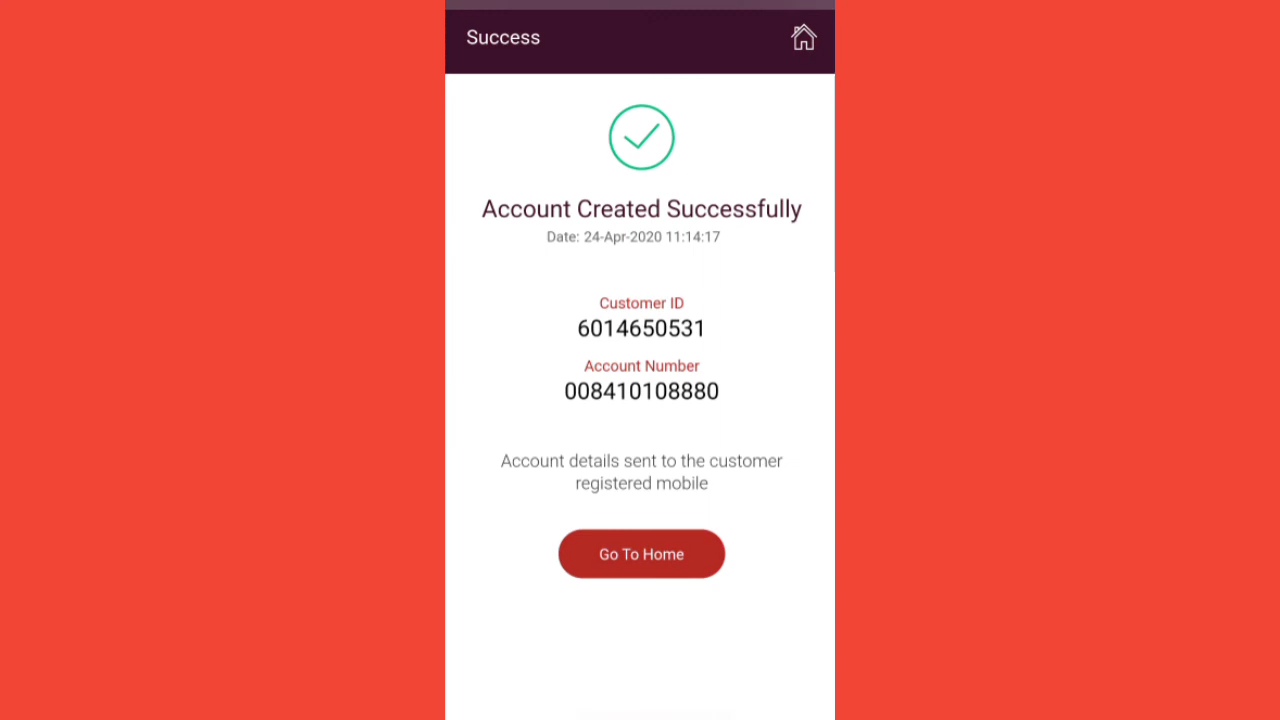 Success
Account Created Successfully
Date: 24-Apr-2020 11:14:17
Customer ID
6014650531
Account Number
008410108880
Account details sent to the customer
registered mobile
Go To Home